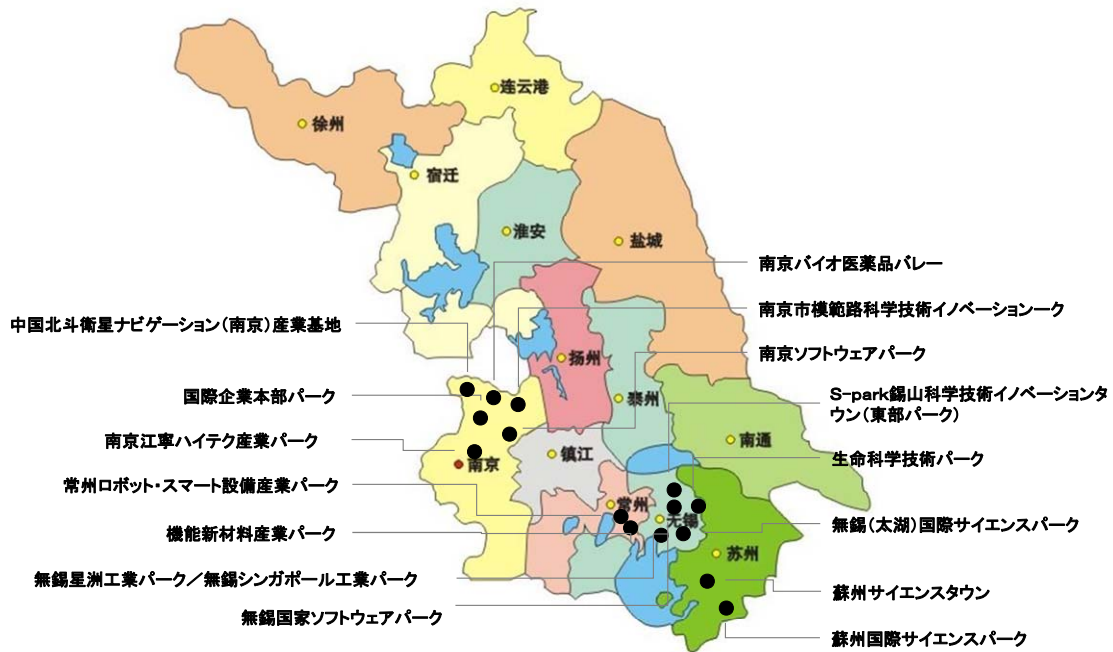 连云港
徐州
宿迁
淮安
盐城
南京バイオ医薬品バレー
南京市模範路科学技術イノベーションーク
中国北斗衛星ナビゲーション（南京）産業基地
扬州
南京ソフトウェアパーク
国際企業本部パーク
泰州
S-park錫山科学技術イノベーションタ
ウン（東部パーク）
南京江寧ハイテク産業パーク
南通
镇江
生命科学技術パーク
南京
常州ロボット・スマート設備産業パーク
常州
无锡
無錫（太湖）国際サイエンスパーク
機能新材料産業パーク
苏州
無錫星洲工業パーク／無錫シンガポール工業パーク
蘇州サイエンスタウン
無錫国家ソフトウェアパーク
蘇州国際サイエンスパーク